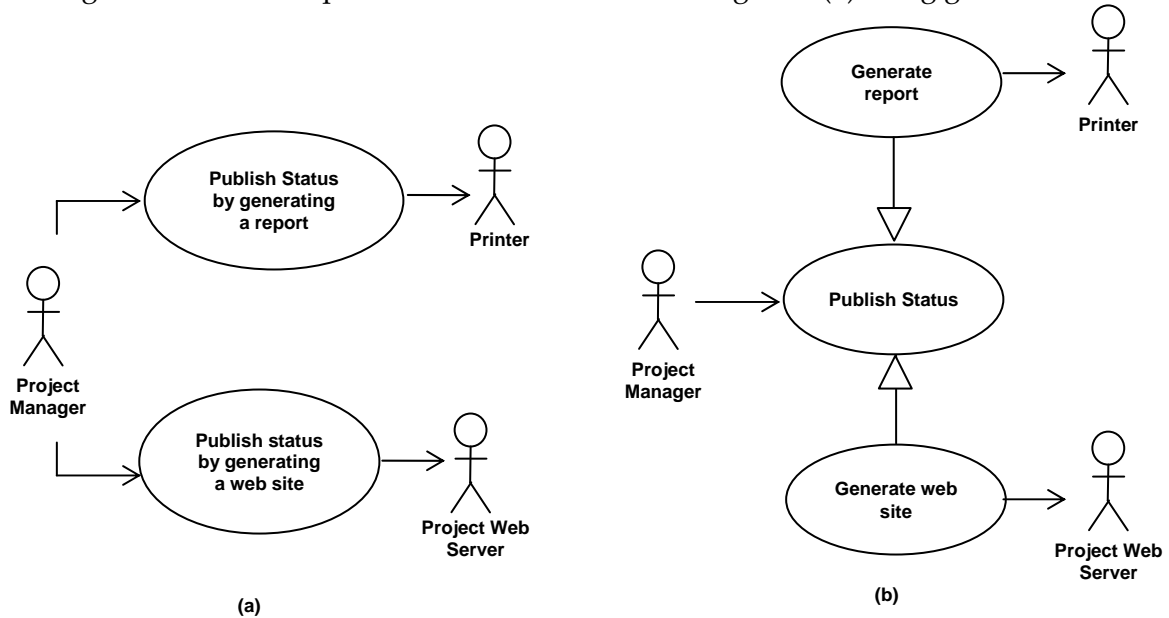 Generate
report
Printer
Publish Status
by generating
a report
Printer
Publish Status
Project
Manager
Project
Manager
Publish status
by generating
a web site
Project Web
Server
Generate web
site
Project Web
Server
(a)
(b)